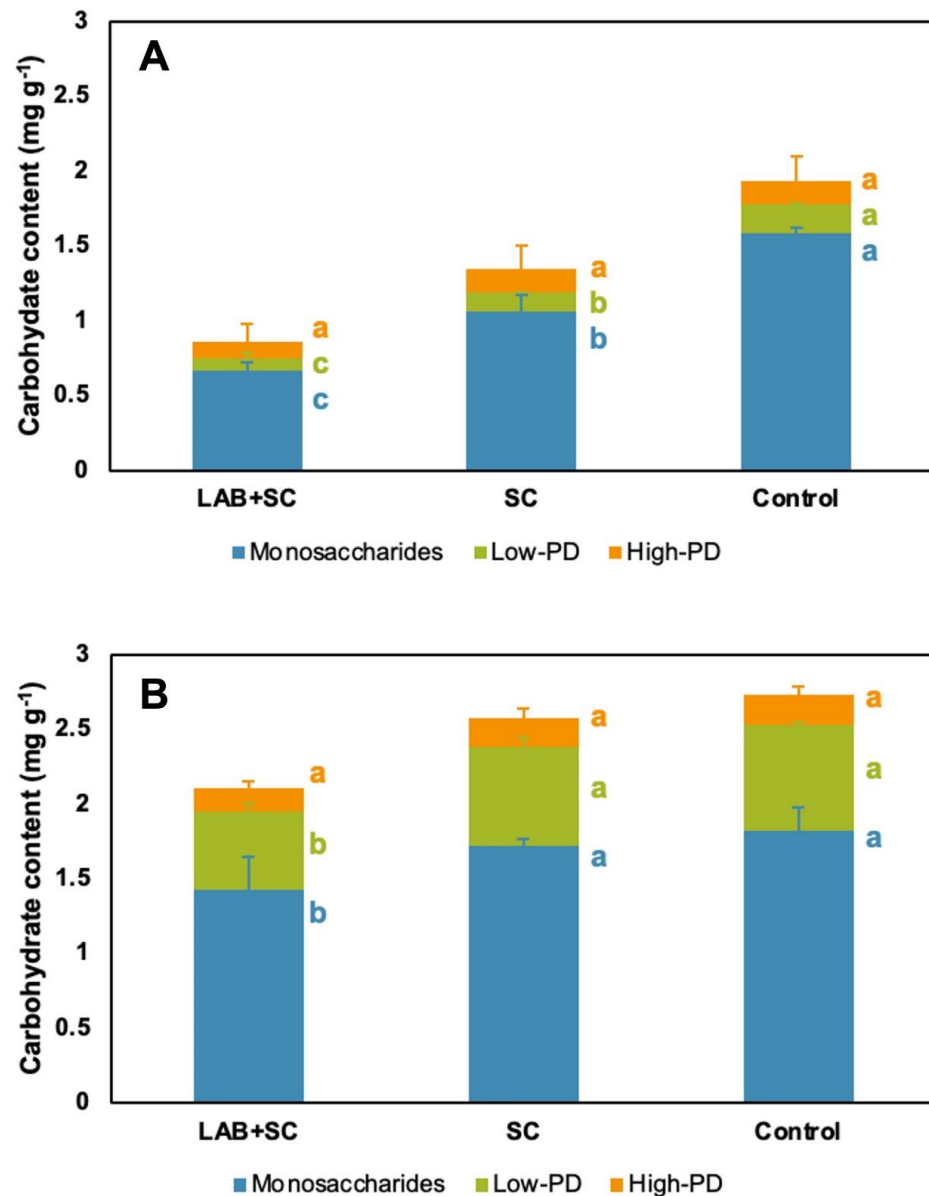 A
Carbohydate content (mg g⁻¹)
3
2.5
2
1.5
1
0.5
0
a
c
c
a
b
b
a
a
a
LAB+SC SC Control
Monosaccharides Low-PD High-PD
B
Carbohydrate content (mg g⁻¹)
3
2.5
2
1.5
1
0.5
0
a
b
b
a
a
a
a
a
a
LAB+SC SC Control
Monosaccharides Low-PD High-PD